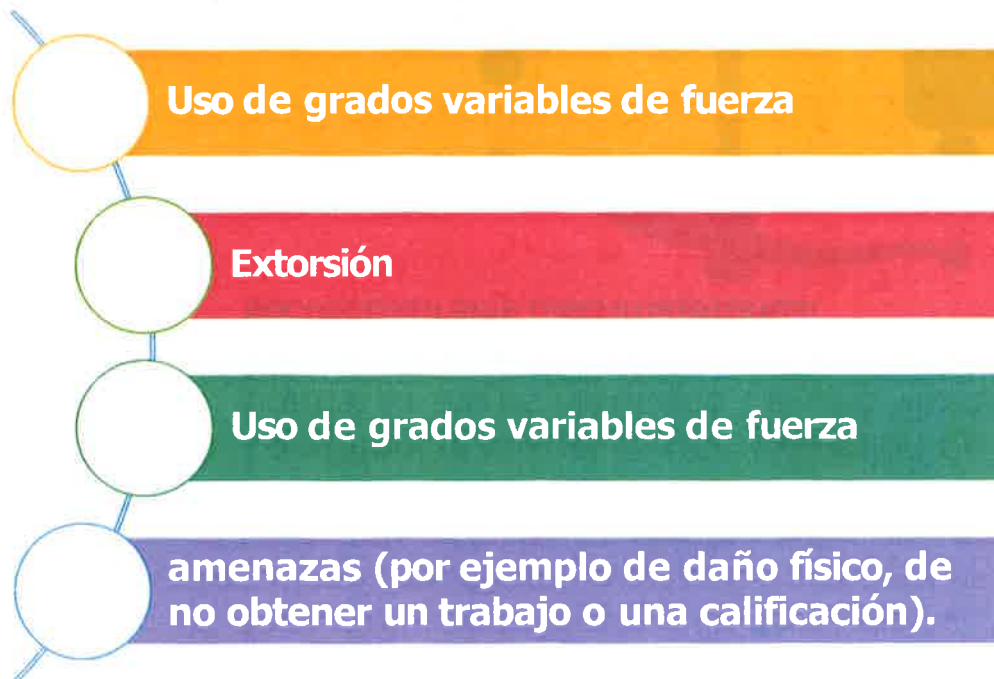 Uso de grados variables de fuerza
Extorsión
Uso de grados variables de fuerza
amenazas (por ejemplo de daño físico, de
no obtener un trabajo o una calificación).